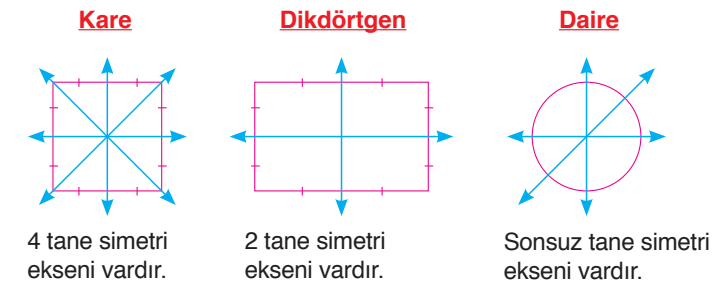 Kare
Dikdörtgen
Daire
4 tane simetri
ekseni vardır.
2 tane simetri
ekseni vardır.
Sonsuz tane simetri
ekseni vardır.